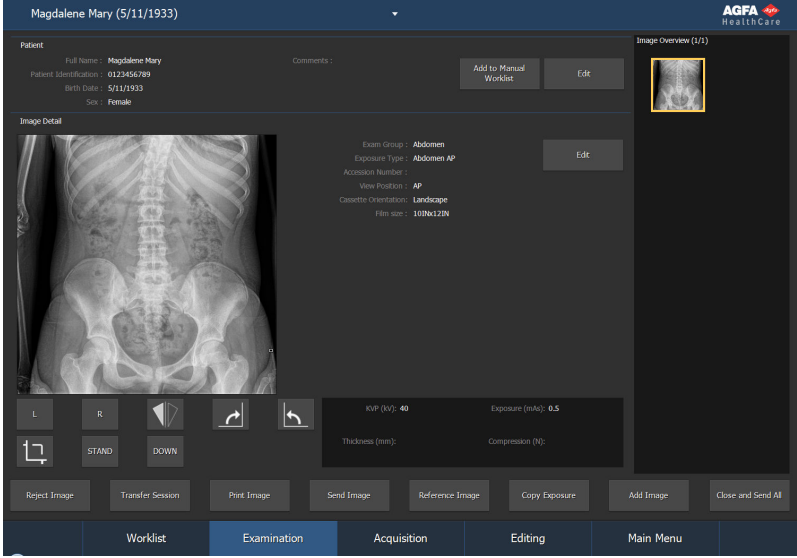 Magdalene Mary (5/11/1933)
AGFA Agfa
HealthCare
Patient
Full Name : Magdalene Mary
Patient Identification : 0123456789
Birth Date : 5/11/1933
Sex : Female
Comments :
Add to Manual
Worklist
Edit
Image Overview (1/1)
Image Detail
Exam Group : Abdomen
Exposure Type : Abdomen AP
Accession Number :
View Position : AP
Cassette Orientation: Landscape
Film size : 10INx12IN
Edit
L
R
STAND
DOWN
KVP (kV): 40
Exposure (mAs): 0.5
Thickness (mm):
Compression (N):
Reject Image
Transfer Session
Print Image
Send Image
Reference Image
Copy Exposure
Add Image
Close and Send All
Worklist
Examination
Acquisition
Editing
Main Menu